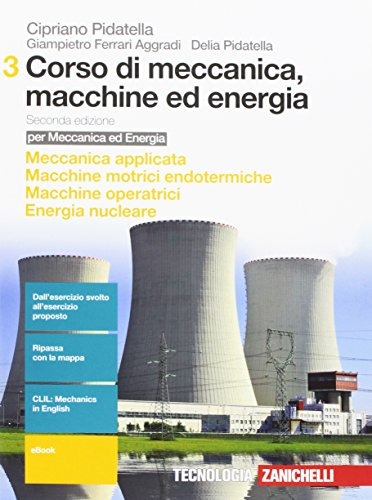 Cipriano Pidatella
Giampietro Ferrari Aggradi Delia Pidatella
3 Corso di meccanica,
macchine ed energia
Seconda edizione
per Meccanica ed Energia
Meccanica applicata
Macchine motrici endotermiche
Macchine operatrici
Energia nucleare
Dall'esercizio svolto
all'esercizio
proposto
Ripassa
con la mappa
CLIL: Mechanics
in English
eBook
TECNOLOGIA ZANICHELLI